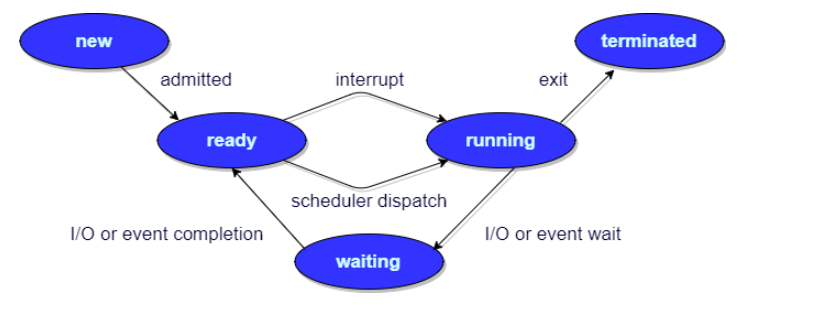 new
terminated
admitted
interrupt
exit
ready
running
scheduler dispatch
I/O or event completion
I/O or event wait
waiting